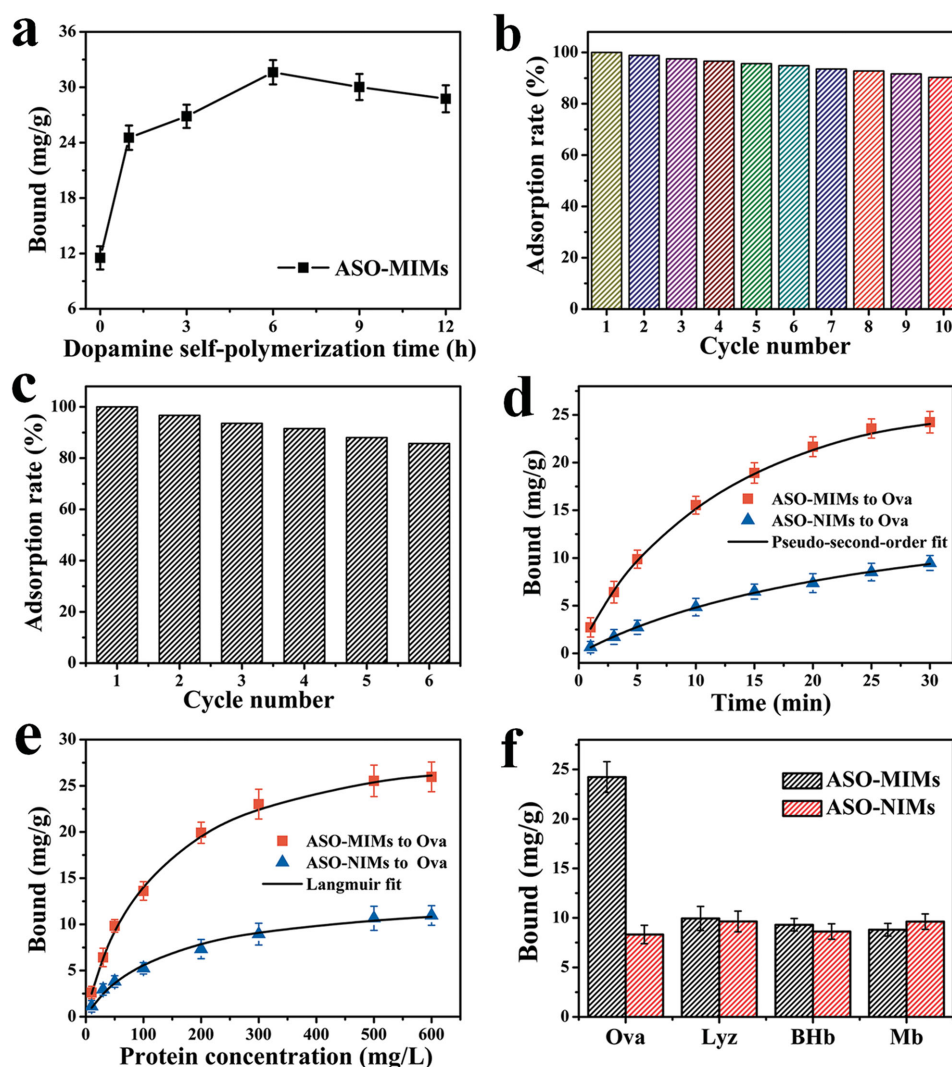 a
36
30
24
18
12
6
Bound (mg/g)
ASO-MIMs
0 3 6 9 12
Dopamine self-polymerization time (h)
b
100
80
60
40
20
0
Adsorption rate (%)
1 2 3 4 5 6 7 8 9 10
Cycle number
c
100
80
60
40
20
0
Adsorption rate (%)
1 2 3 4 5 6
Cycle number
d
25
20
15
10
5
0
Bound (mg/g)
ASO-MIMs to Ova
ASO-NIMs to Ova
Pseudo-second-order fit
0 5 10 15 20 25 30
Time (min)
e
30
25
20
15
10
5
0
Bound (mg/g)
ASO-MIMs to Ova
ASO-NIMs to Ova
Langmuir fit
0 100 200 300 400 500 600
Protein concentration (mg/L)
f
25
20
15
10
5
0
Bound (mg/g)
ASO-MIMs
ASO-NIMs
Ova Lyz BHb Mb